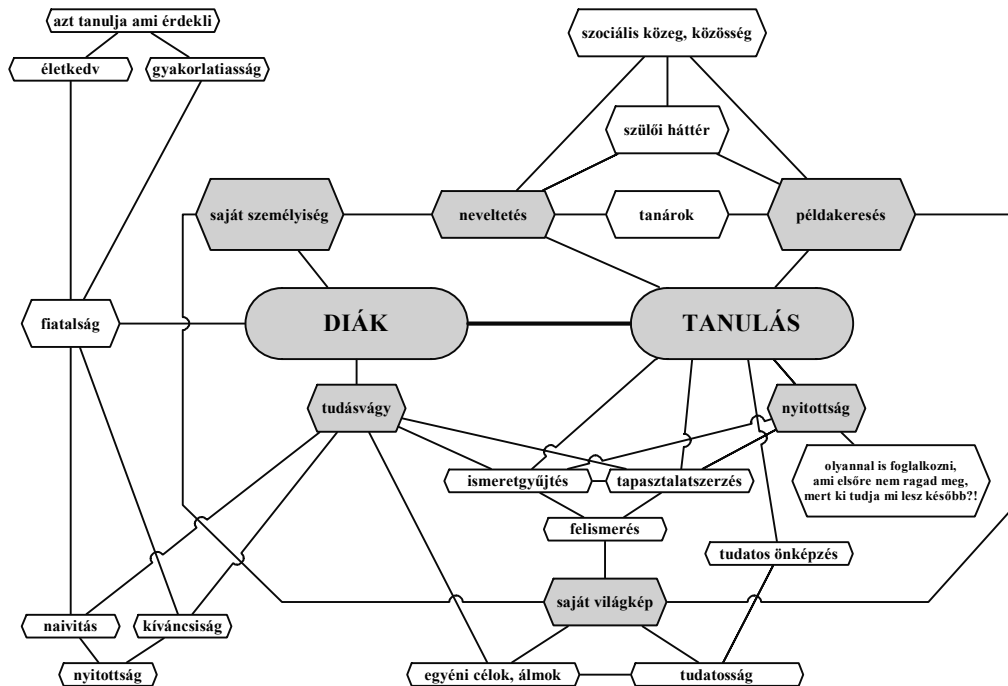 azt tanulja ami érdekli
életkedv
gyakorlatiasság
szociális közeg, közösség
szülői háttér
saját személyiség
neveltetés
tanárok
példakeresés
fiatalság
DIÁK
TANULÁS
tudásvágy
nyitottság
ismeretgyűjtés
tapasztalatszerzés
olyannal is foglalkozni,
ami elsőre nem ragad meg,
mert ki tudja mi lesz később?!
felismerés
tudatos önképzés
saját világkép
naivitás
kíváncsiság
nyitottság
egyéni célok, álmok
tudatosság